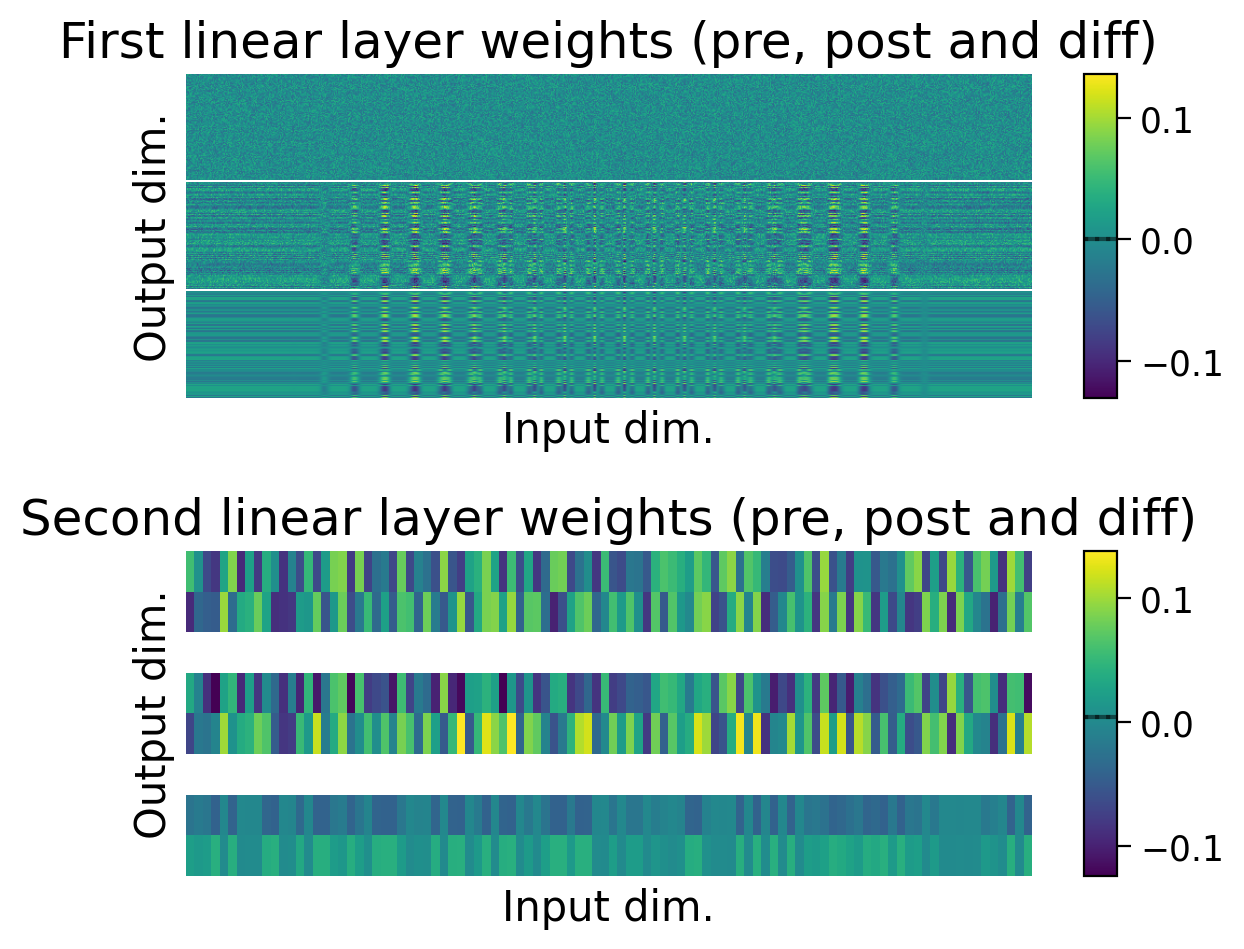 First linear layer weights (pre, post and diff)
Output dim.
0.1
0.0
−0.1
Input dim.
Second linear layer weights (pre, post and diff)
Output dim.
0.1
0.0
−0.1
Input dim.